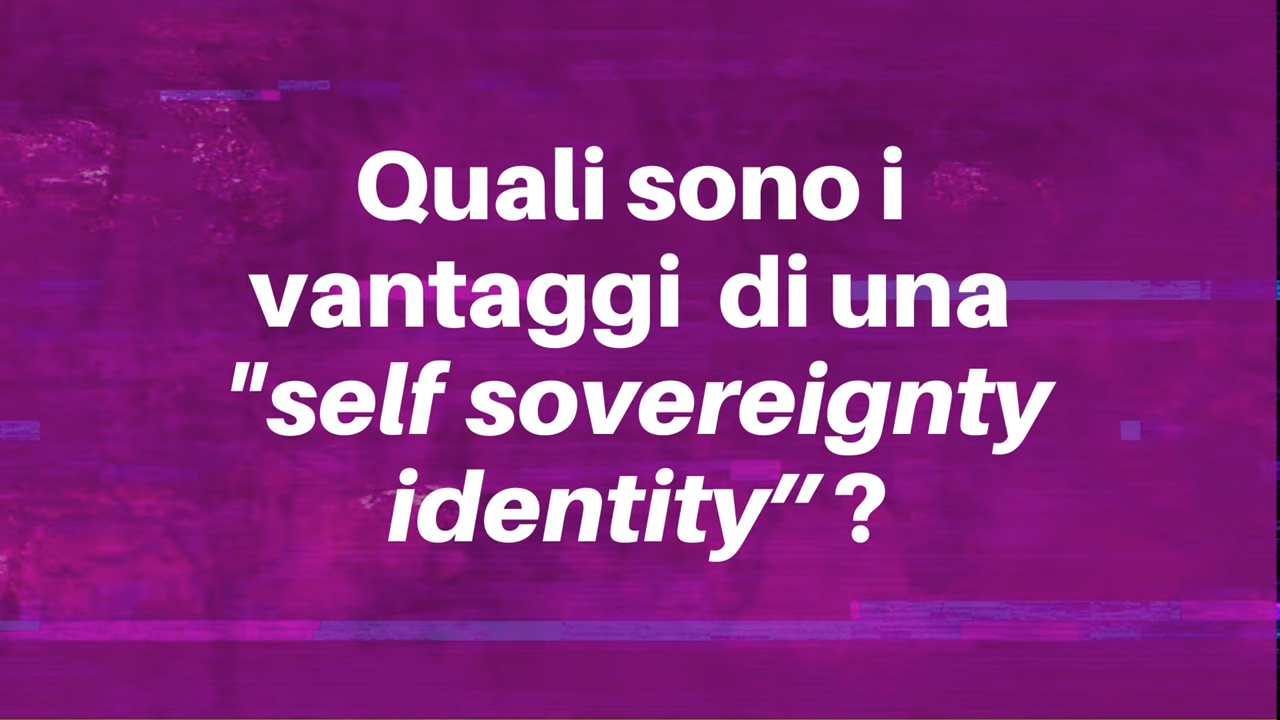 Quali sono i
vantaggi  di una
"self sovereignty
identity” ?